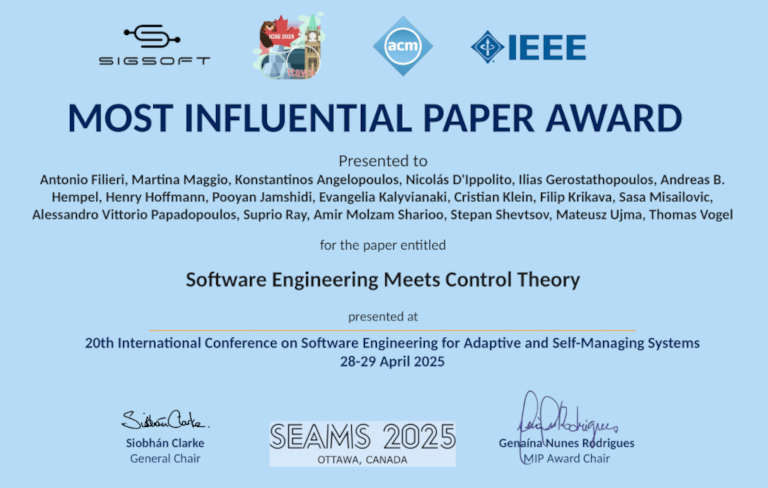 SIGSOFT
ICSE 2025
acm
IEEE
MOST INFLUENTIAL PAPER AWARD
Presented to
Antonio Filieri, Martina Maggio, Konstantinos Angelopoulos, Nicolás D'Ippolito, Ilias Gerostathopoulos, Andreas B.
Hempel, Henry Hoffmann, Pooyan Jamshidi, Evangelia Kalyvianaki, Cristian Klein, Filip Krikava, Sasa Misailovic,
Alessandro Vittorio Papadopoulos, Suprio Ray, Amir Molzam Sharioo, Stepan Shevtsov, Mateusz Ujma, Thomas Vogel
for the paper entitled
Software Engineering Meets Control Theory
presented at
20th International Conference on Software Engineering for Adaptive and Self-Managing Systems
28-29 April 2025
Siobhán Clarke.
Siobhán Clarke
General Chair
SEAMS 2025
OTTAWA, CANADA
Genaína Nunes Rodrigues
MIP Award Chair